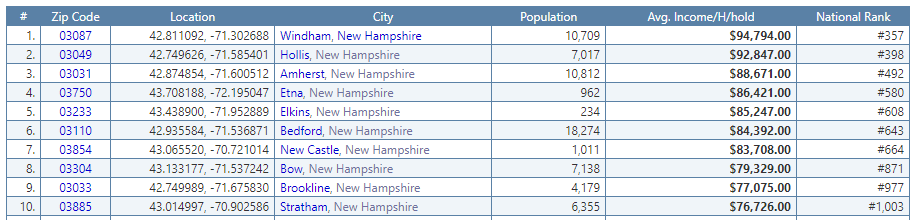 # Zip Code Location City Population Avg. Income/H/hold National Rank
1. 03087 42.811092, -71.302688 Windham, New Hampshire 10,709 $94,794.00 #357
2. 03049 42.749626, -71.585401 Hollis, New Hampshire 7,017 $92,847.00 #398
3. 03031 42.874854, -71.600512 Amherst, New Hampshire 10,812 $88,671.00 #492
4. 03750 43.708188, -72.195047 Etna, New Hampshire 962 $86,421.00 #580
5. 03233 43.438900, -71.952889 Elkins, New Hampshire 234 $85,247.00 #608
6. 03110 42.935584, -71.536871 Bedford, New Hampshire 18,274 $84,392.00 #643
7. 03854 43.065520, -70.721014 New Castle, New Hampshire 1,011 $83,708.00 #664
8. 03304 43.133177, -71.537242 Bow, New Hampshire 7,138 $79,329.00 #871
9. 03033 42.749989, -71.675830 Brookline, New Hampshire 4,179 $77,075.00 #977
10. 03885 43.014997, -70.902586 Stratham, New Hampshire 6,355 $76,726.00 #1,003